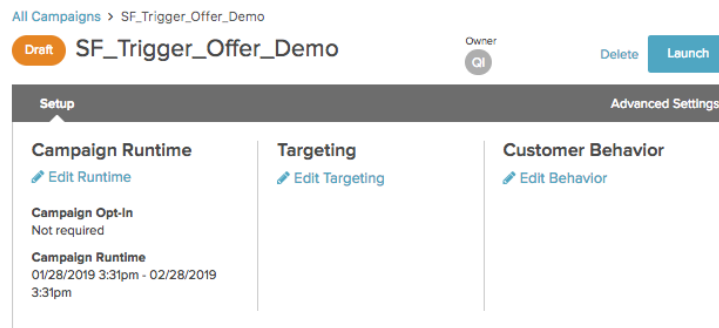 All Campaigns > SF_Trigger_Offer_Demo
Draft SF_Trigger_Offer_Demo
Owner
QI
Delete Launch
Setup Advanced Settings
Campaign Runtime Targeting Customer Behavior
Edit Runtime Edit Targeting Edit Behavior
Campaign Opt-In
Not required
Campaign Runtime
01/28/2019 3:31pm - 02/28/2019
3:31pm